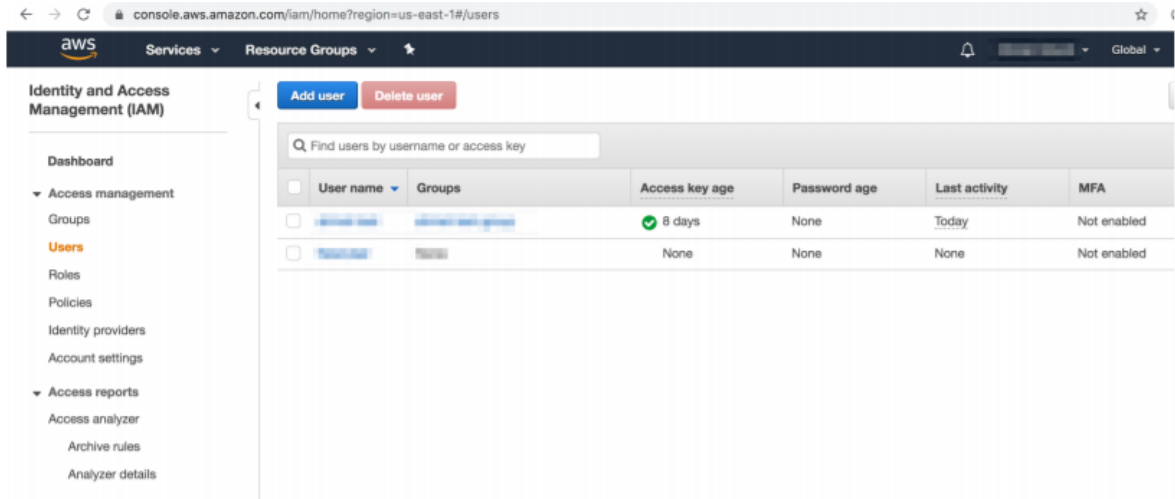 console.aws.amazon.com/iam/home?region=us-east-1#/users
aws Services Resource Groups Global
Identity and Access Management (IAM)
Dashboard
Access management
Groups
Users
Roles
Policies
Identity providers
Account settings
Access reports
Access analyzer
Archive rules
Analyzer details
Add user Delete user
Find users by username or access key
User name Groups Access key age Password age Last activity MFA
8 days None Today Not enabled
None None None Not enabled